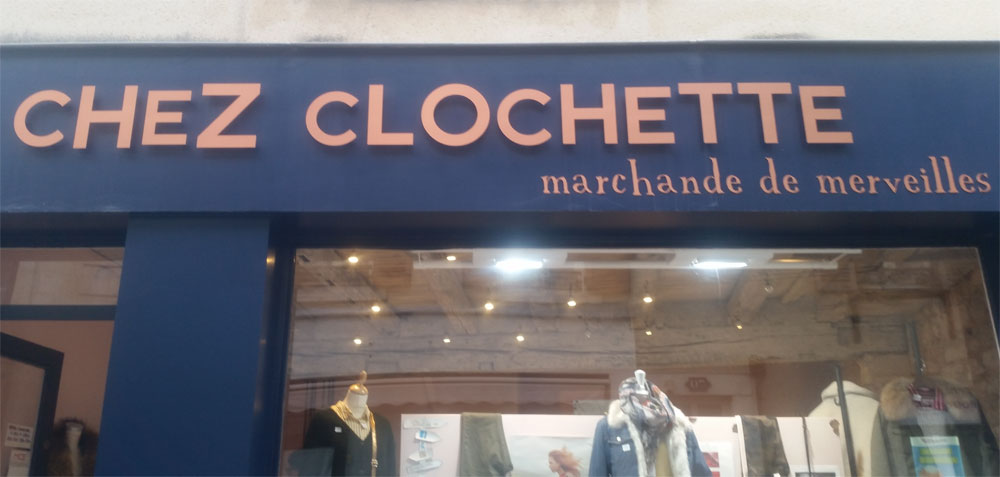 CHEZ CLOCHETTE
marchande de merveilles